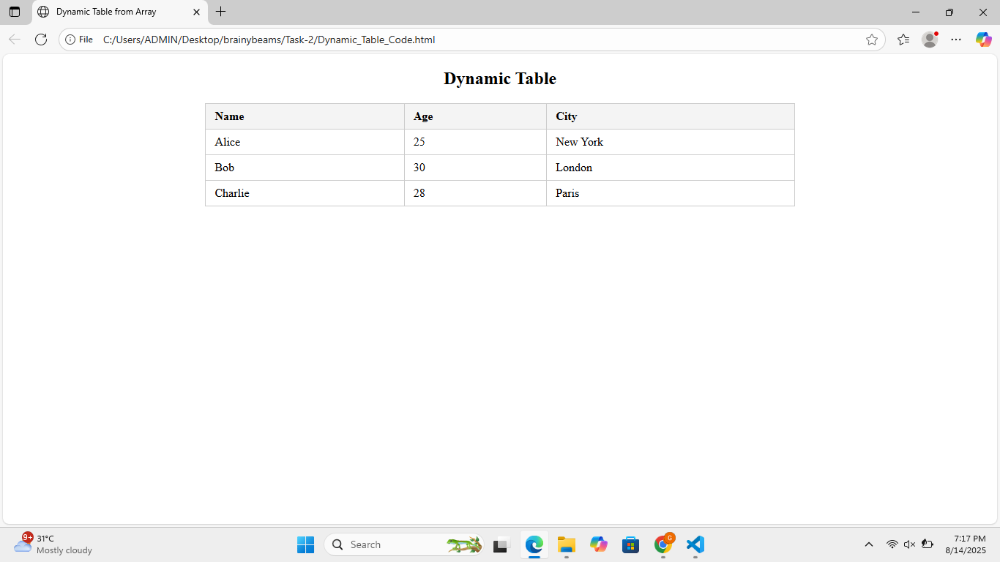 Dynamic Table from Array
File C:/Users/ADMIN/Desktop/brainybeams/Task-2/Dynamic_Table_Code.html
Dynamic Table
Name Age City
Alice 25 New York
Bob 30 London
Charlie 28 Paris
9+ 31°C
Mostly cloudy
Search
G
7:17 PM
8/14/2025